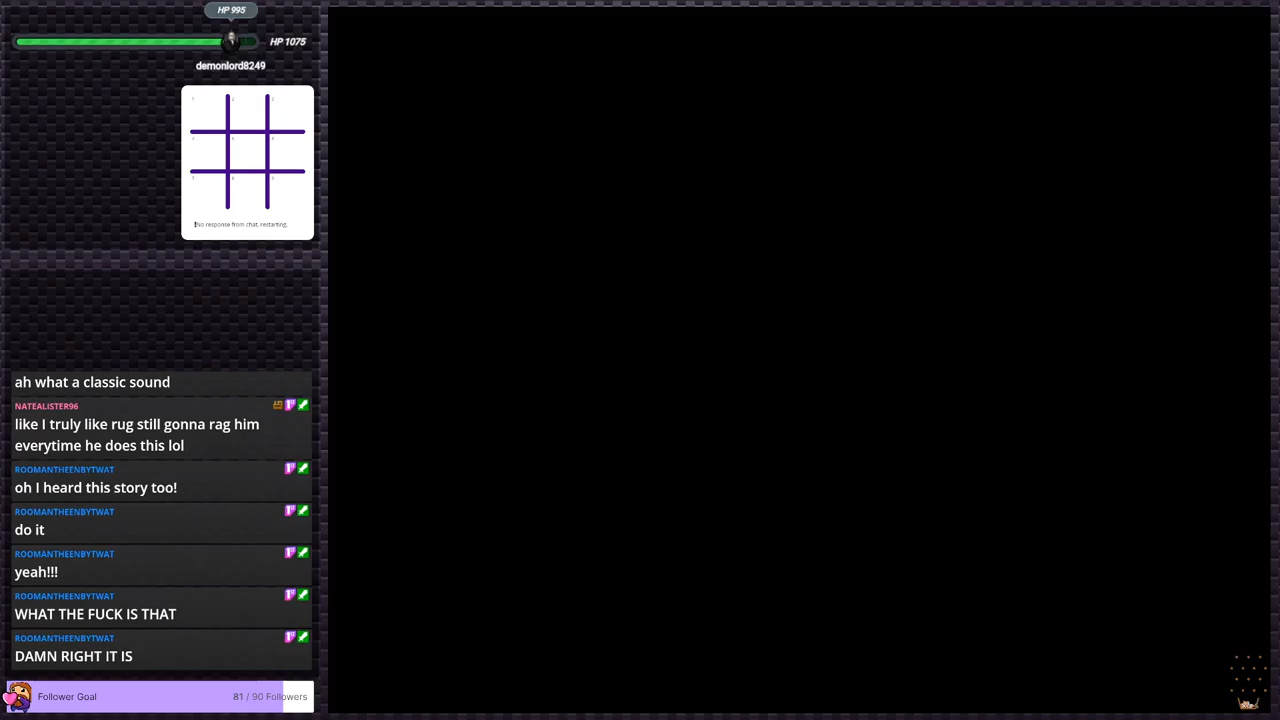 HP 995
HP 1075
demonlord8249
1
2
No response from chat, restarting.
ah what a classic sound
NATEALISTER96
like I truly like rug still gonna rag him
everytime he does this lol
ROOMANTHEENBYTWAT
oh I heard this story too!
ROOMANTHEENBYTWAT
do it
ROOMANTHEENBYTWAT
yeah!!!
ROOMANTHEENBYTWAT
WHAT THE FUCK IS THAT
ROOMANTHEENBYTWAT
DAMN RIGHT IT IS
Follower Goal
81 / 90 Followers